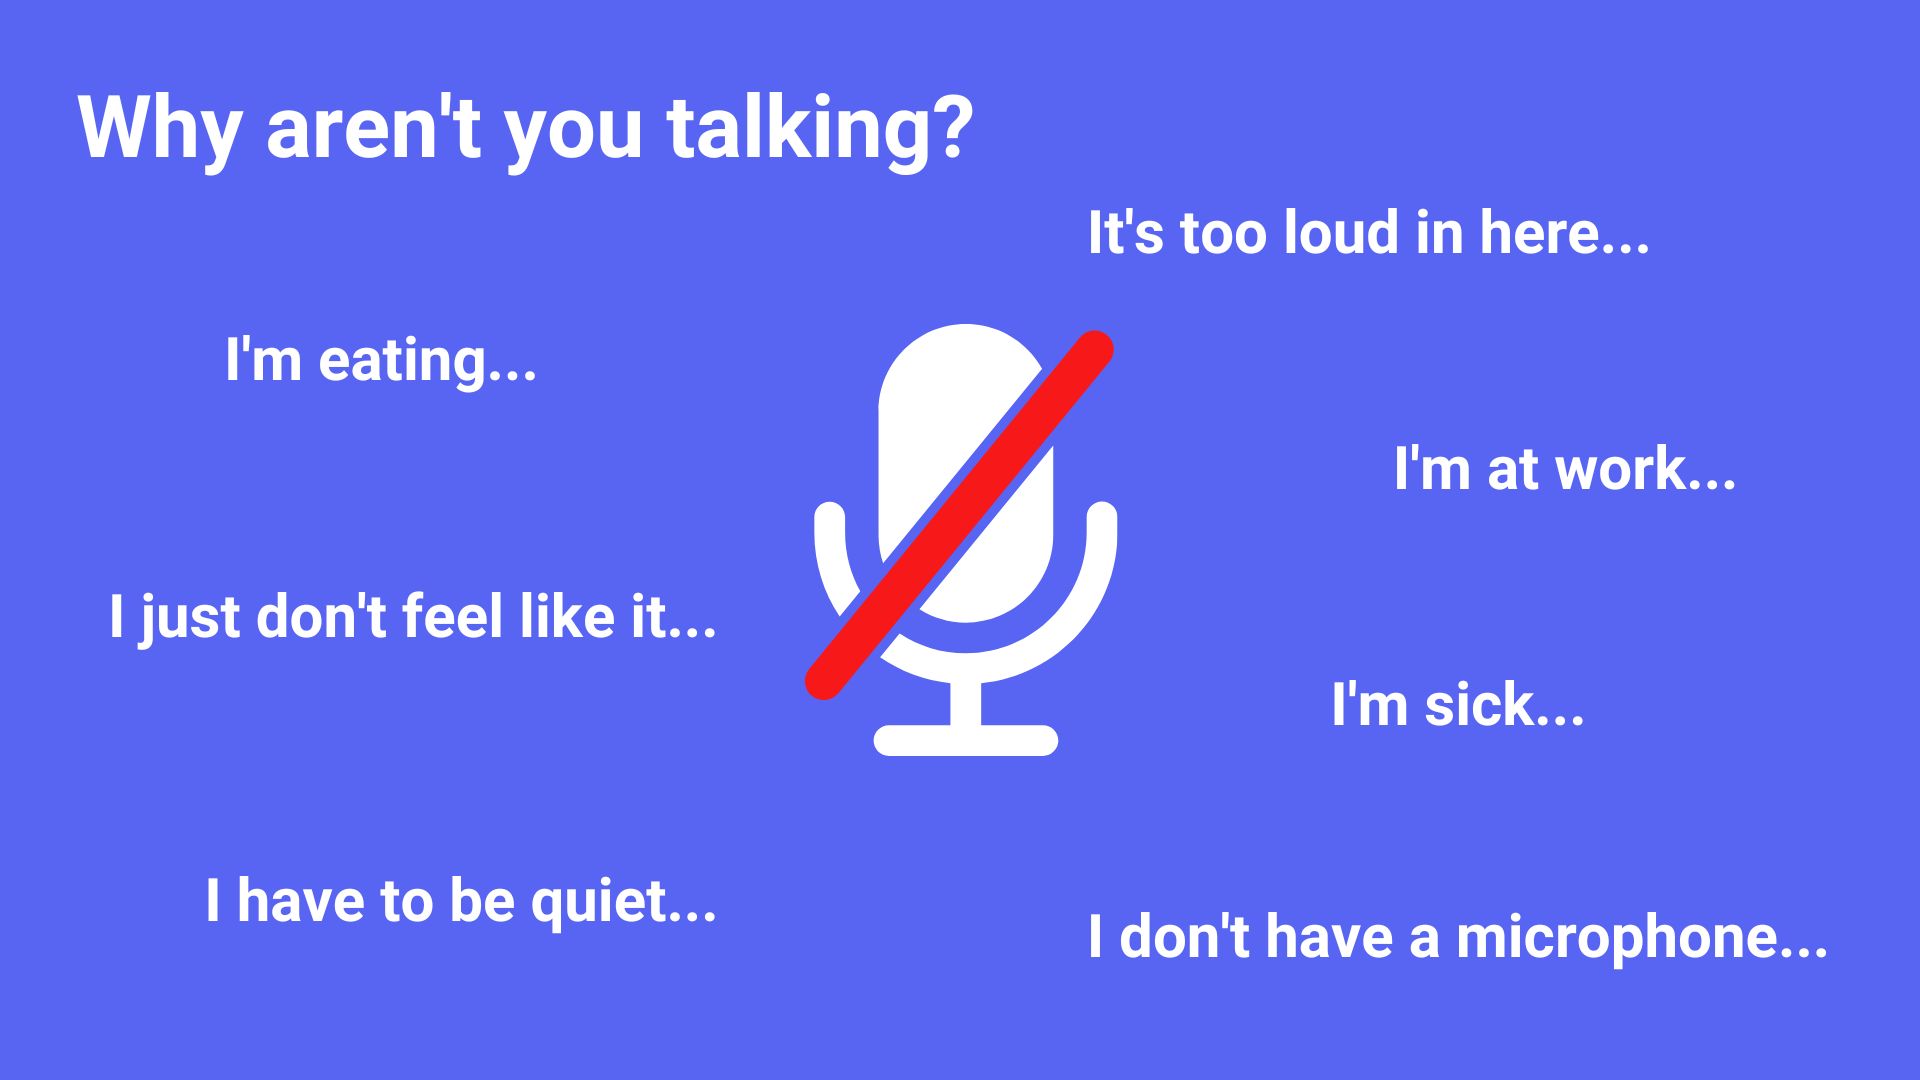 Why aren't you talking?
It's too loud in here...
I'm eating...
I'm at work...
I just don't feel like it...
I'm sick...
I have to be quiet...
I don't have a microphone...